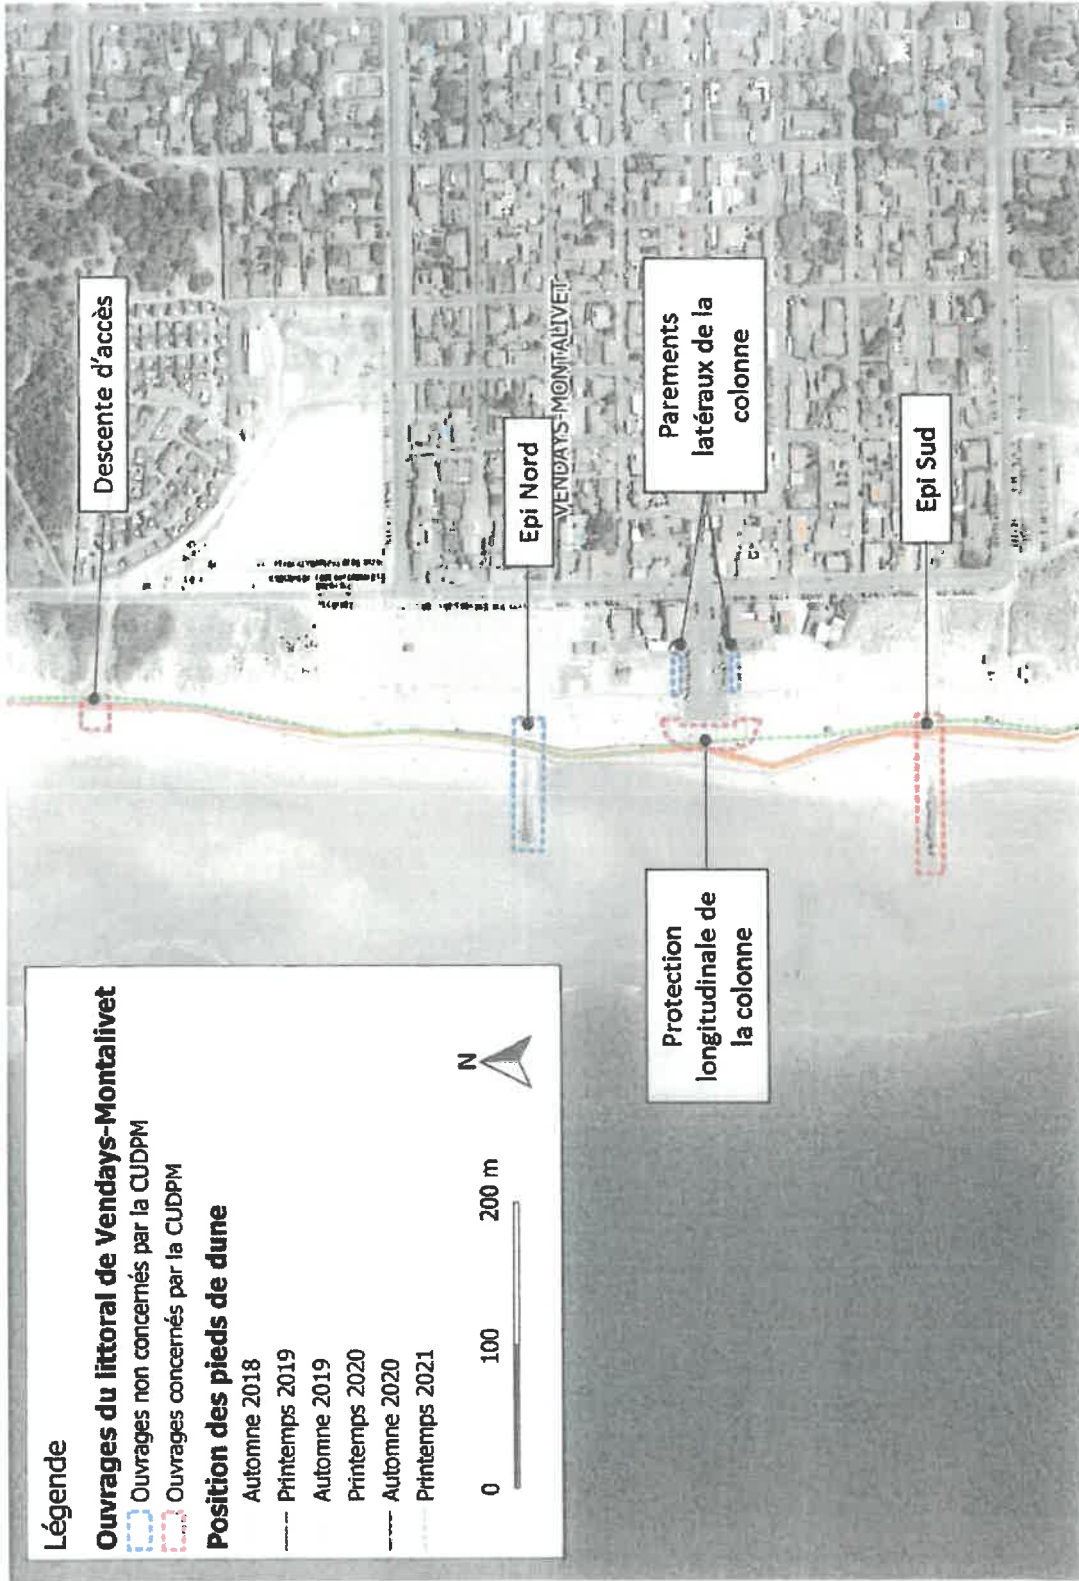 Légende
Ouvrages du littoral de Vendays-Montalivet
Ouvrages non concernés par la CUDPM
Ouvrages concernés par la CUDPM
Position des pieds de dune
Automne 2018
Printemps 2019
Automne 2019
Printemps 2020
Automne 2020
Printemps 2021
0 100 200 m
N
Descente d'accès
Epi Nord
VENDAYS-MONTALIVET
Parements
latéraux de la
colonne
Protection
longitudinale de
la colonne
Epi Sud